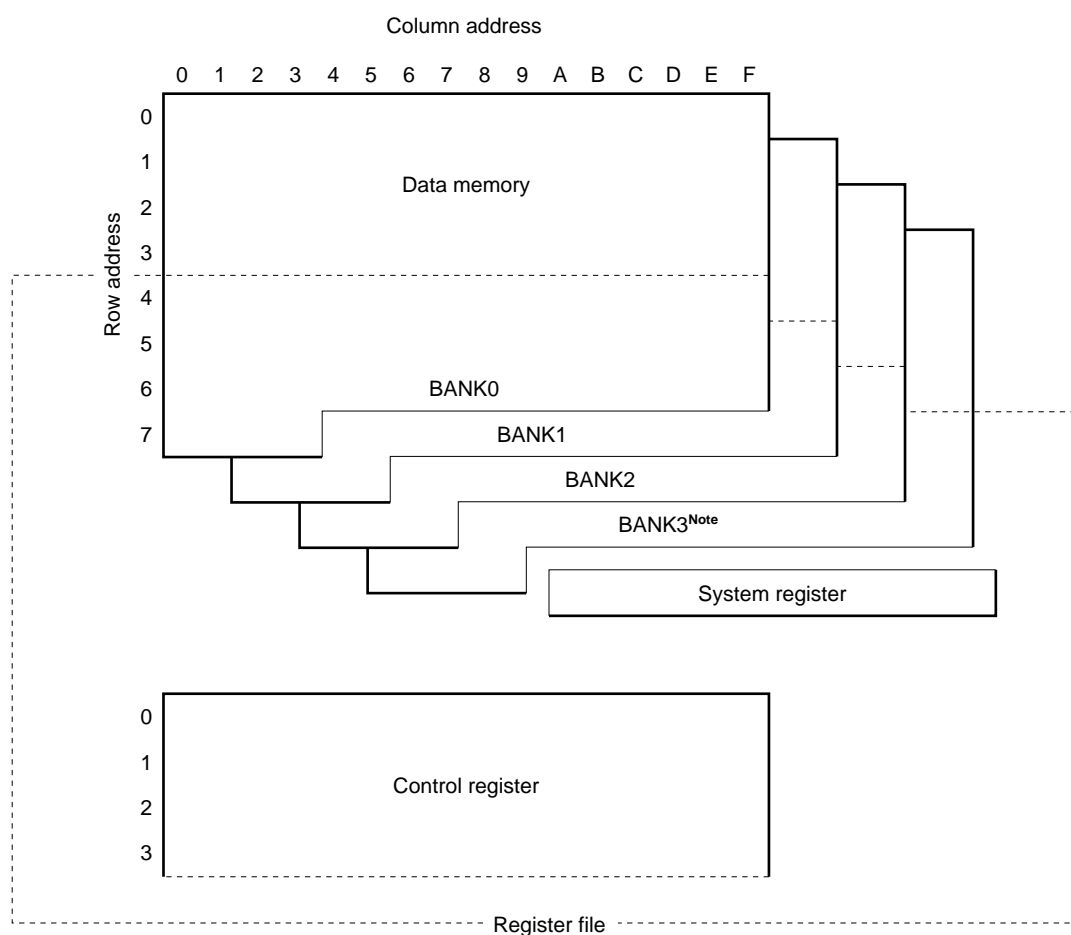 Column address
0 1 2 3 4 5 6 7 8 9 A B C D E F
0
1
Data memory
2
3
Row address
4
5
6
BANK0
7
BANK1
BANK2
BANK3Note
System register
0
1
Control register
2
3
Register file